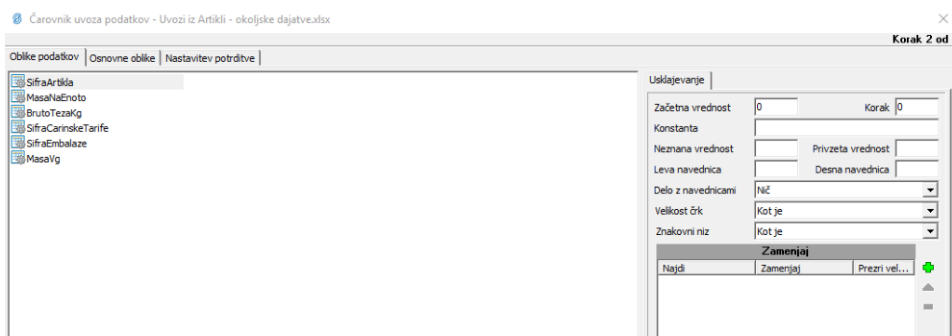 Čarovnik uvoza podatkov - Uvozi iz Artikli - okoljske dajatve.xlsx
Korak 2 od
Oblike podatkov Osnovne oblike Nastavitev potrditve
SifraArtikla
MasaNaEnoto
BrutoTezaKg
SifraCarinskeTarife
SifraEmbalaze
MasaVg
Usklajevanje
Začetna vrednost 0 Korak 0
Konstanta
Neznana vrednost Privzeta vrednost
Leva navednica Desna navednica
Delo z navednicami Nič
Velikost črk Kot je
Znakovni niz Kot je
Zamenjaj
Najdi Zamenjaj Prezri vel...